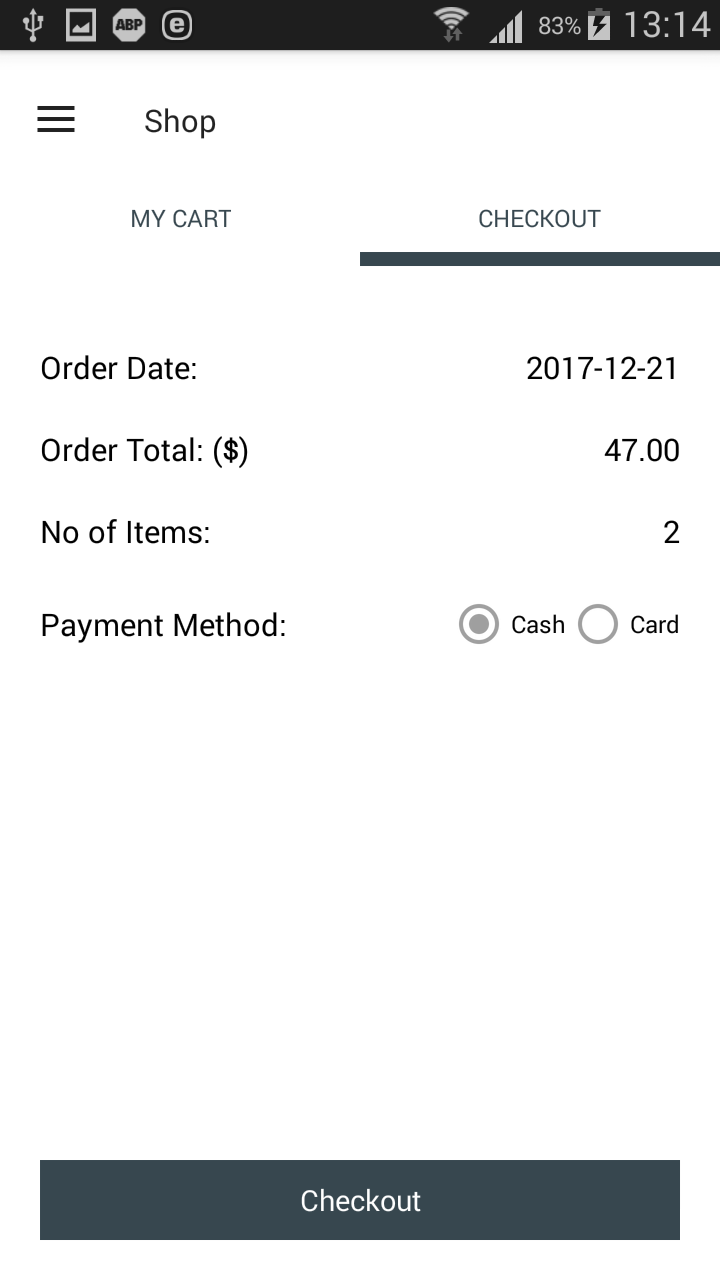 ABP e 83% 13:14
Shop
MY CART CHECKOUT
Order Date: 2017-12-21
Order Total: ($) 47.00
No of Items: 2
Payment Method: Cash Card
Checkout